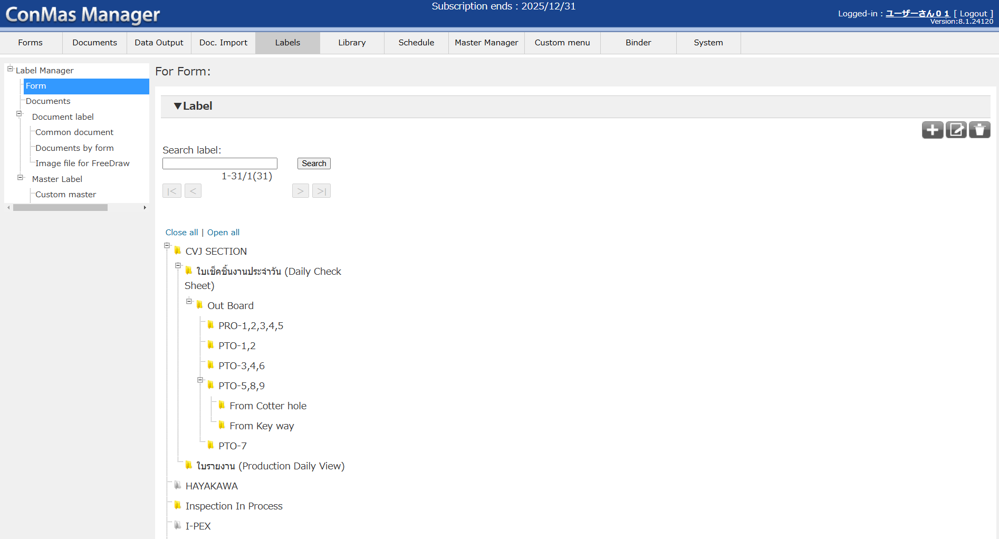 ConMas Manager
Subscription ends : 2025/12/31
Logged-in : ユーザーさん０１ [ Logout ]
Version:8.1.24120
Forms
Documents
Data Output
Doc. Import
Labels
Library
Schedule
Master Manager
Custom menu
Binder
System
Label Manager
Form
Documents
Document label
Common document
Documents by form
Image file for FreeDraw
Master Label
Custom master
For Form:
▼Label
Search label:
Search
1-31/1(31)
|<
<
>
>|
Close all | Open all
CVJ SECTION
ใบเช็คชิ้นงานประจำวัน (Daily Check
Sheet)
Out Board
PRO-1,2,3,4,5
PTO-1,2
PTO-3,4,6
PTO-5,8,9
From Cotter hole
From Key way
PTO-7
ใบรายงาน (Production Daily View)
HAYAKAWA
Inspection In Process
I-PEX